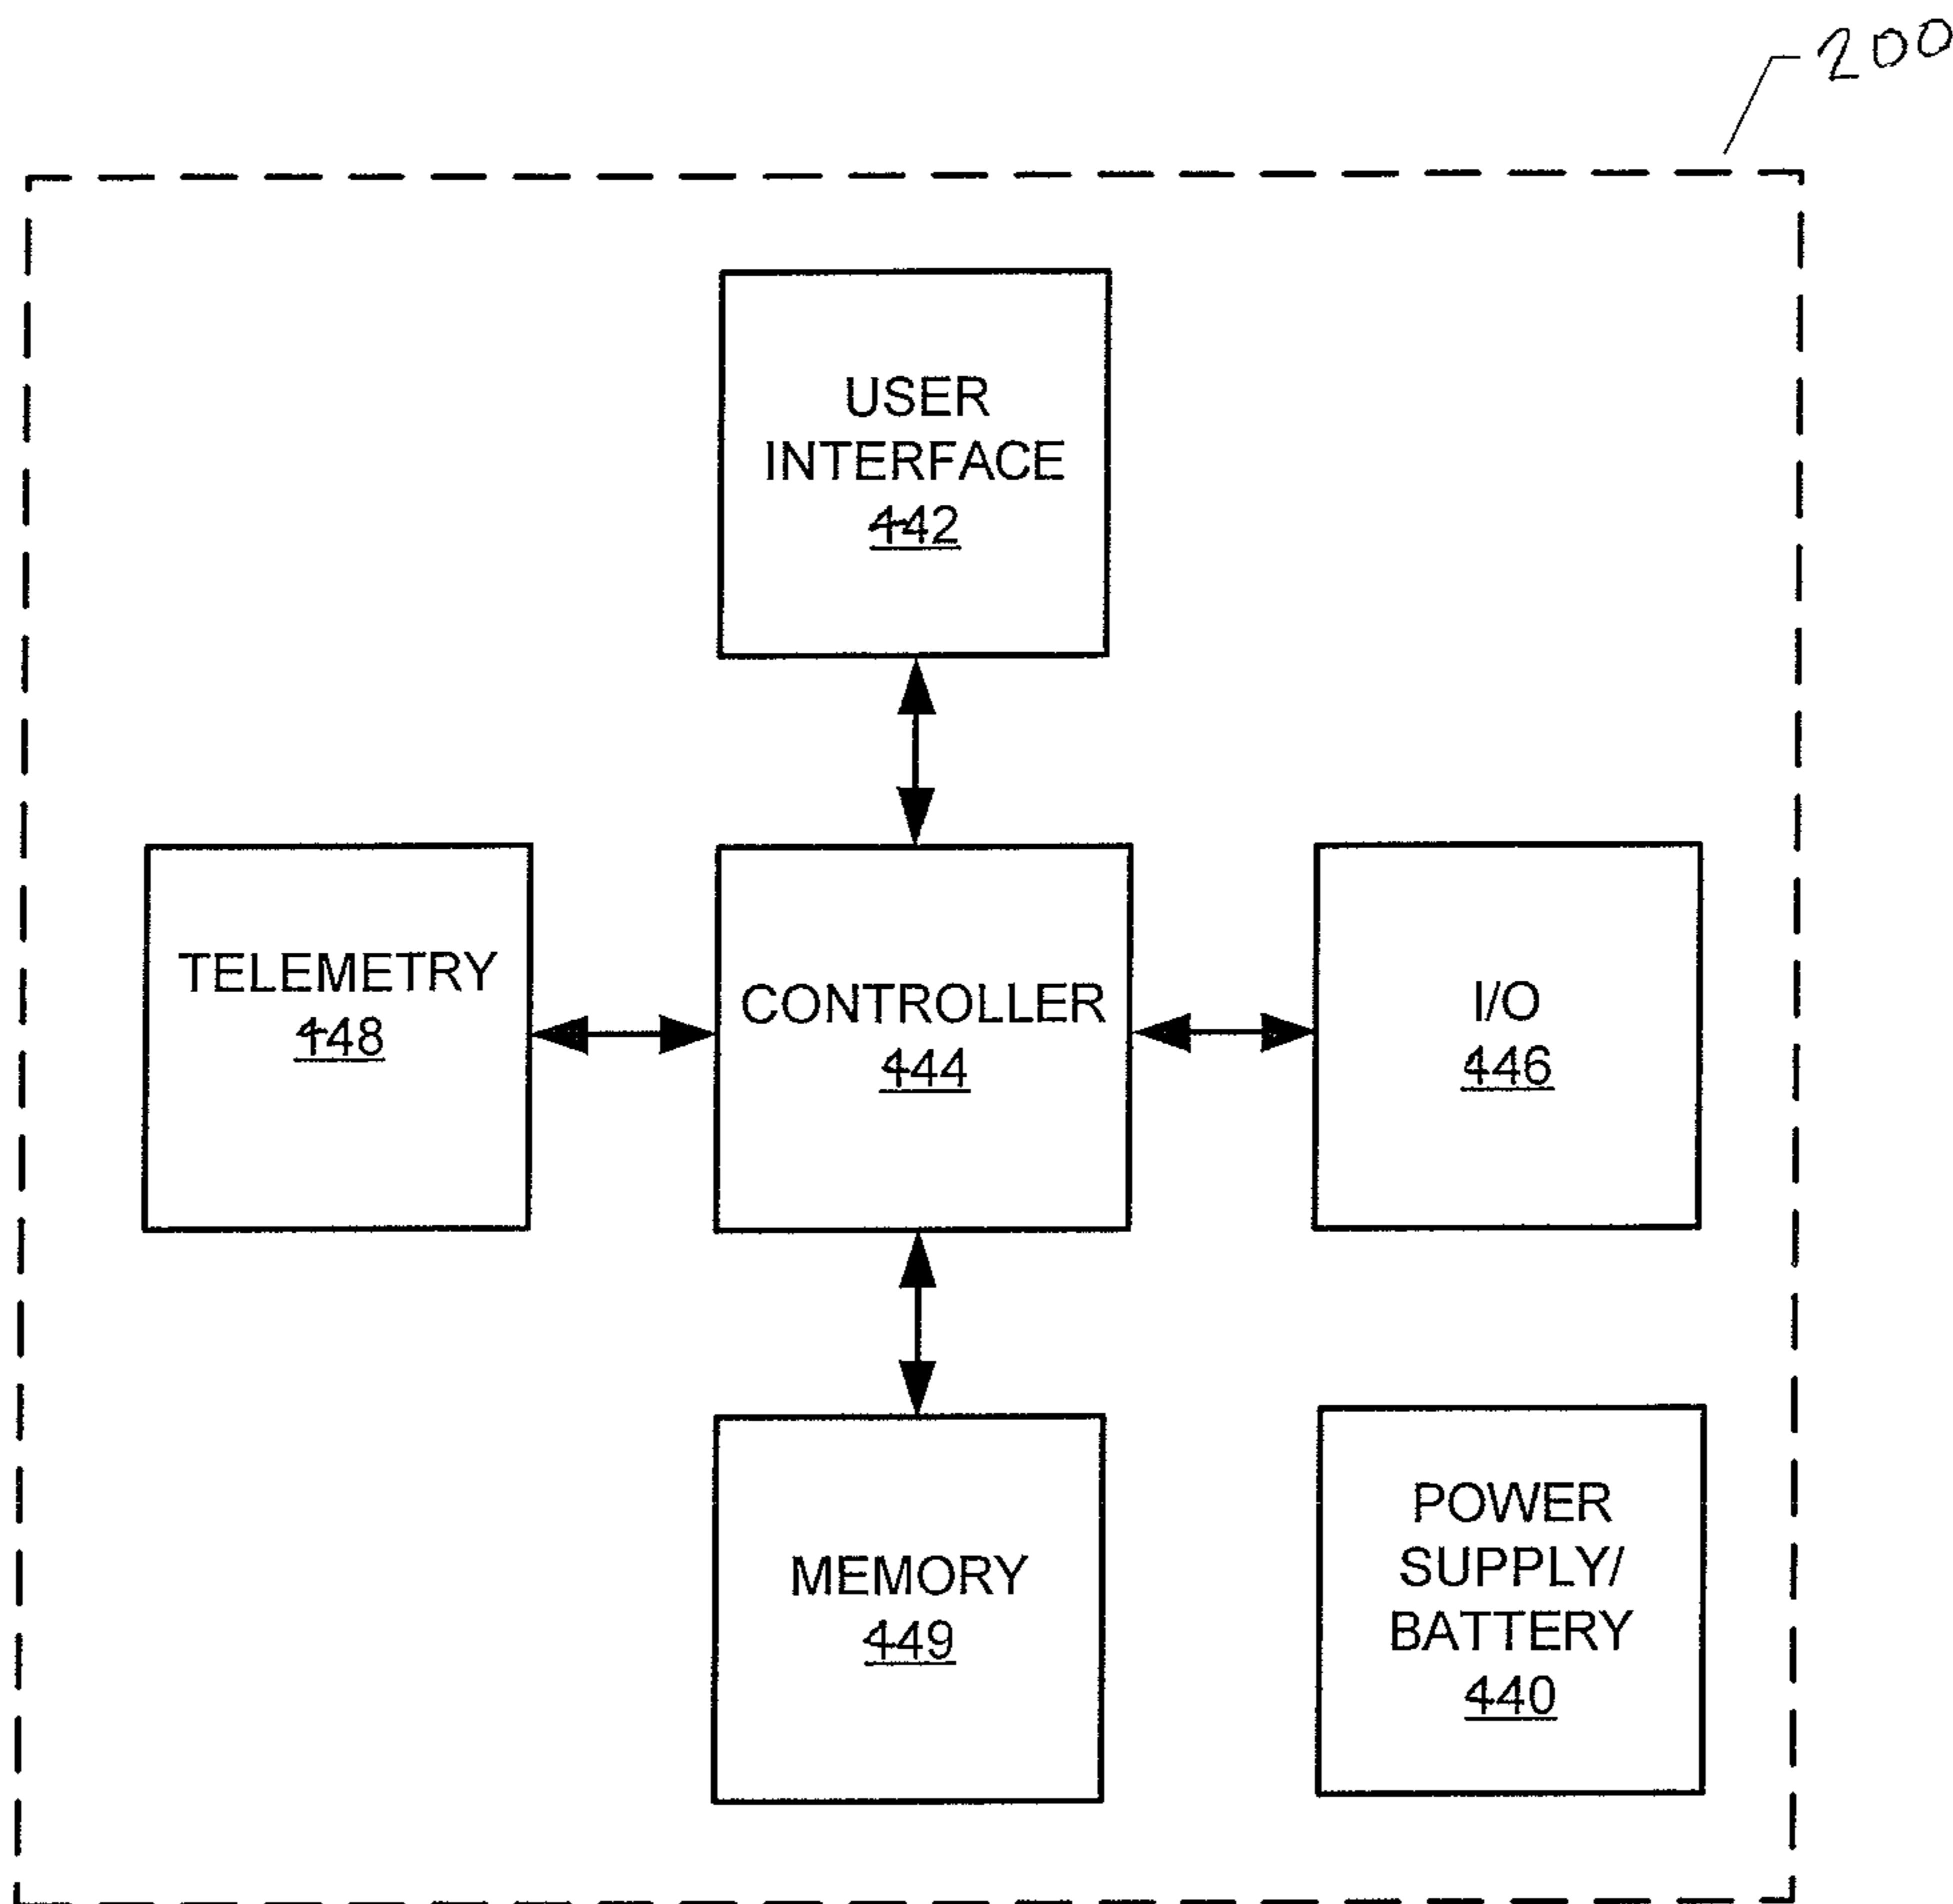 200
USER
INTERFACE
442
TELEMETRY
448
CONTROLLER
444
I/O
446
MEMORY
449
POWER
SUPPLY/
BATTERY
440